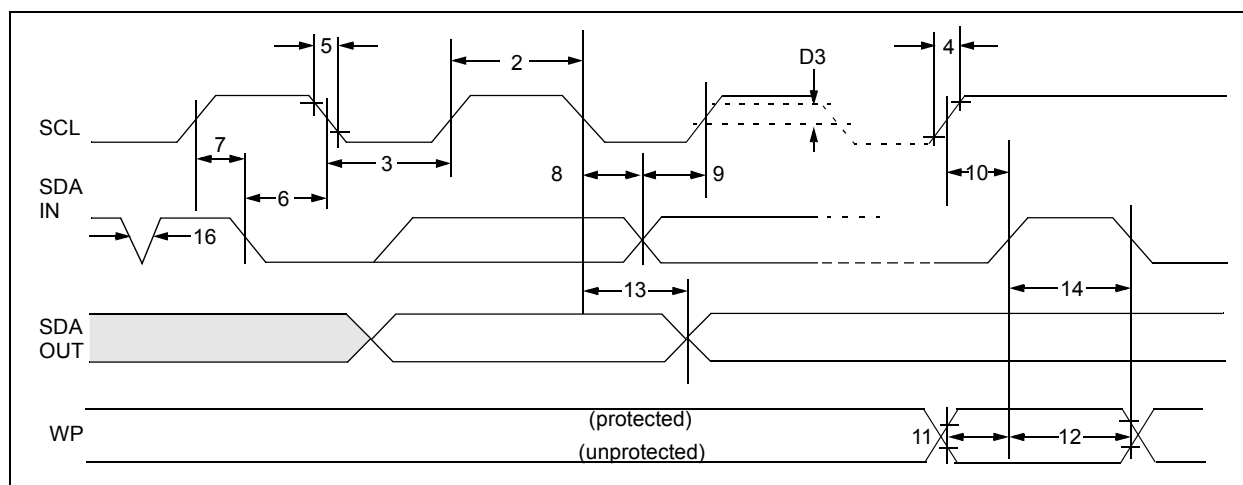 5
2
D3
4
SCL
7
3
8
9
10
SDA
IN
6
16
13
14
SDA
OUT
WP
(protected)
(unprotected)
11
12